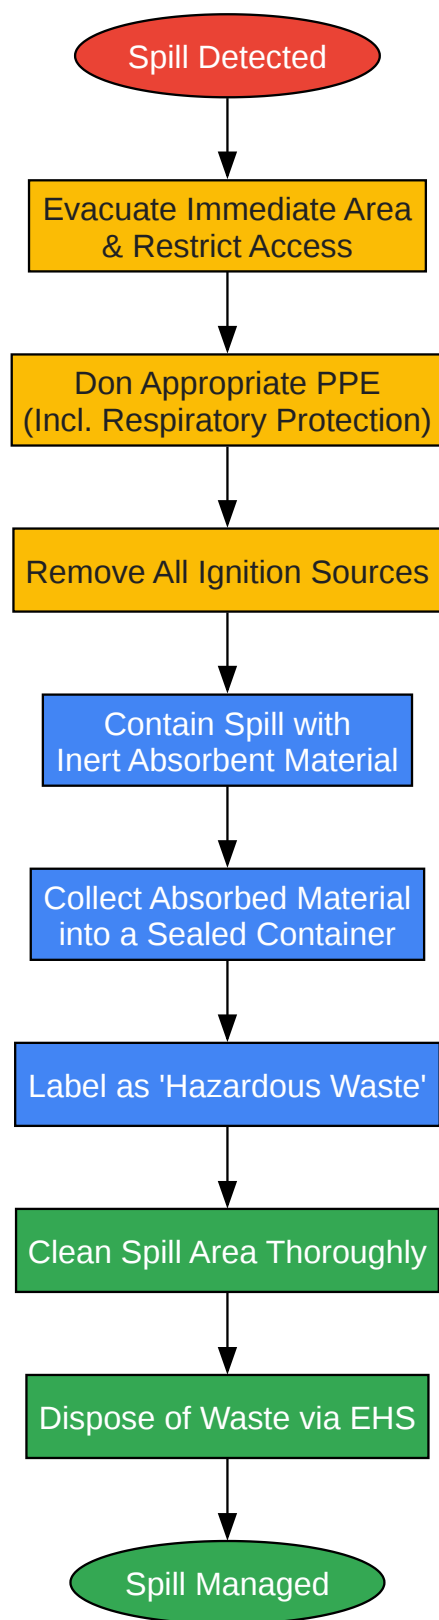 Spill Detected
Evacuate Immediate Area
& Restrict Access
Don Appropriate PPE
(Incl. Respiratory Protection)
Remove All Ignition Sources
Contain Spill with
Inert Absorbent Material
Collect Absorbed Material
into a Sealed Container
Label as 'Hazardous Waste'
Clean Spill Area Thoroughly
Dispose of Waste via EHS
Spill Managed